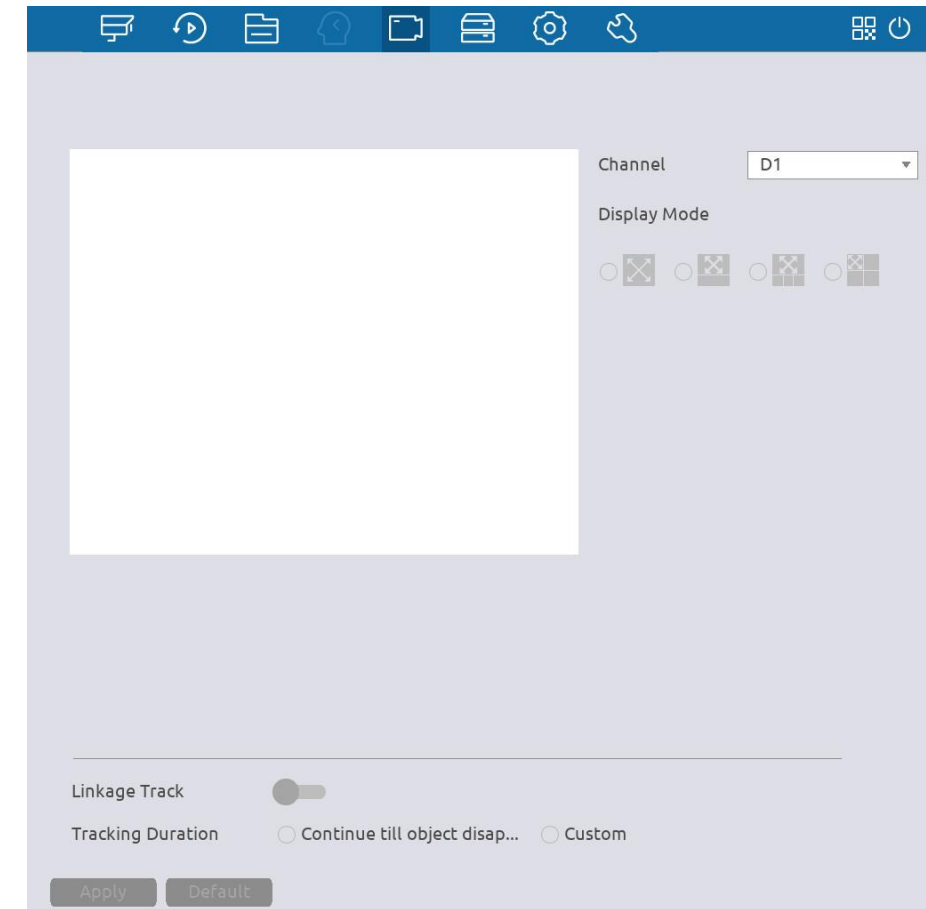 Channel D1
Display Mode
Linkage Track
Tracking Duration Continue till object disap... Custom
Apply Default